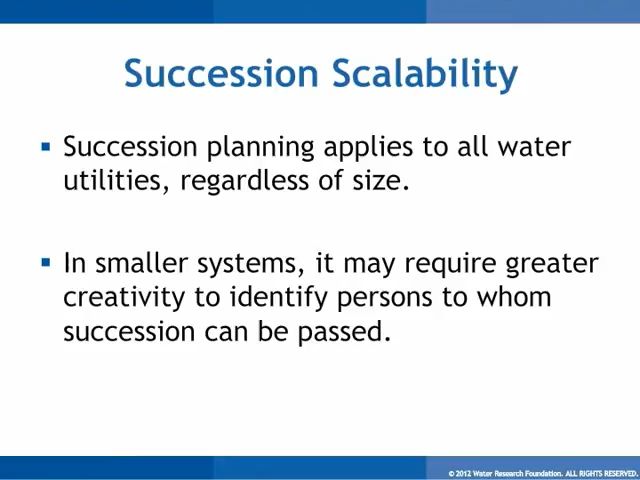 Succession Scalability
▪ Succession planning applies to all water
utilities, regardless of size.
▪ In smaller systems, it may require greater
creativity to identify persons to whom
succession can be passed.
© 2012 Water Research Foundation. ALL RIGHTS RESERVED.